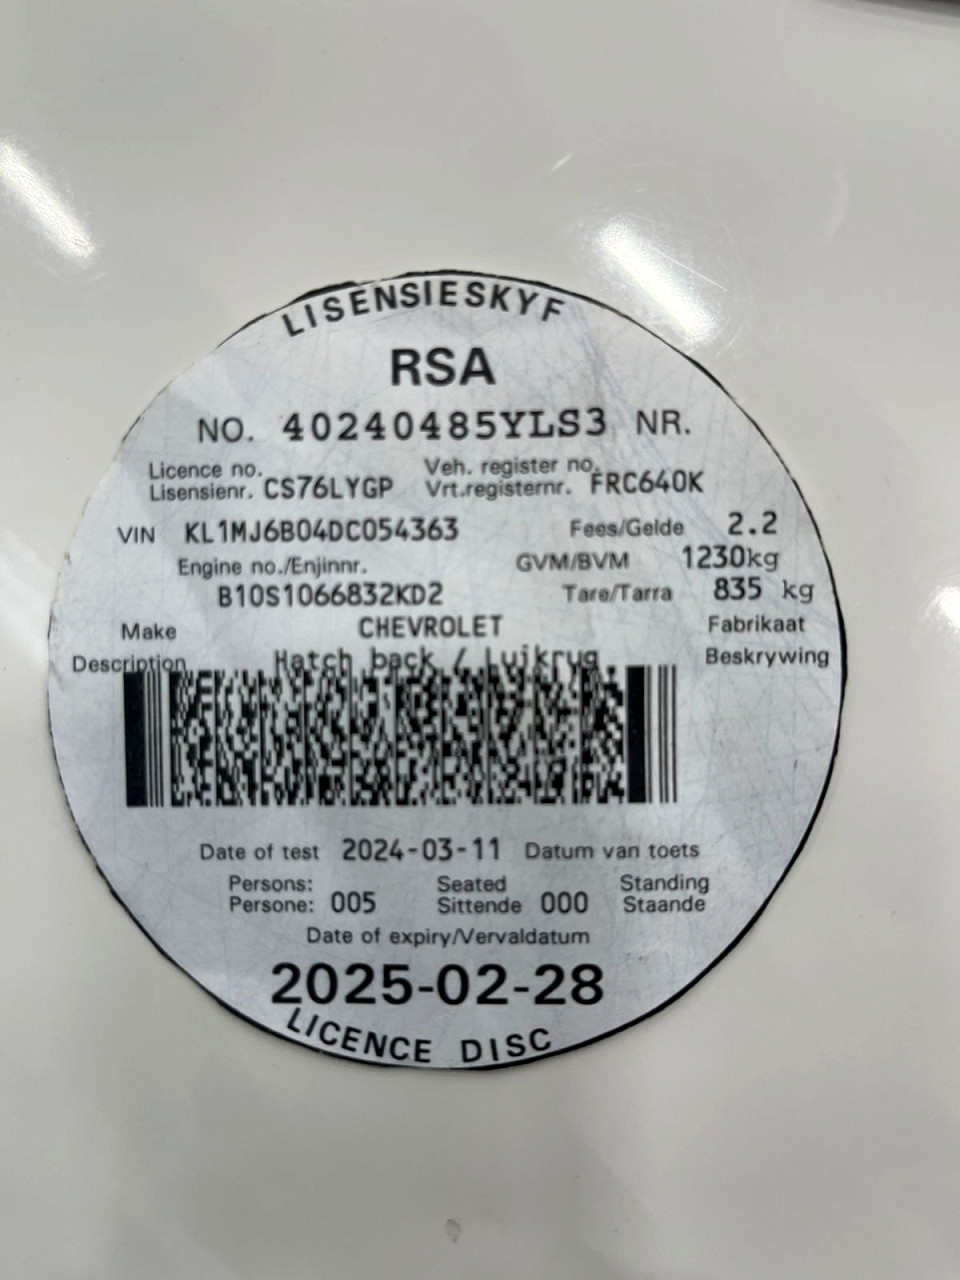 LISENSIESKYF
RSA
NO. 40240485YLS3 NR.
Licence no. Veh. register no.
Lisensienr. CS76LYGP Vrt.registernr. FRC640K
VIN KL1MJ6B04DC054363 Fees/Gelde 2.2
Engine no./Enjinnr. GVM/BVM 1230kg
B10S1066832KD2 Tare/Tarra 835 kg
Make CHEVROLET Fabrikaat
Description Hatch back / Luikrug Beskrywing
Date of test 2024-03-11 Datum van toets
Persons: Seated Standing
Persone: 005 Sittende 000 Staande
Date of expiry/Vervaldatum
2025-02-28
LICENCE DISC